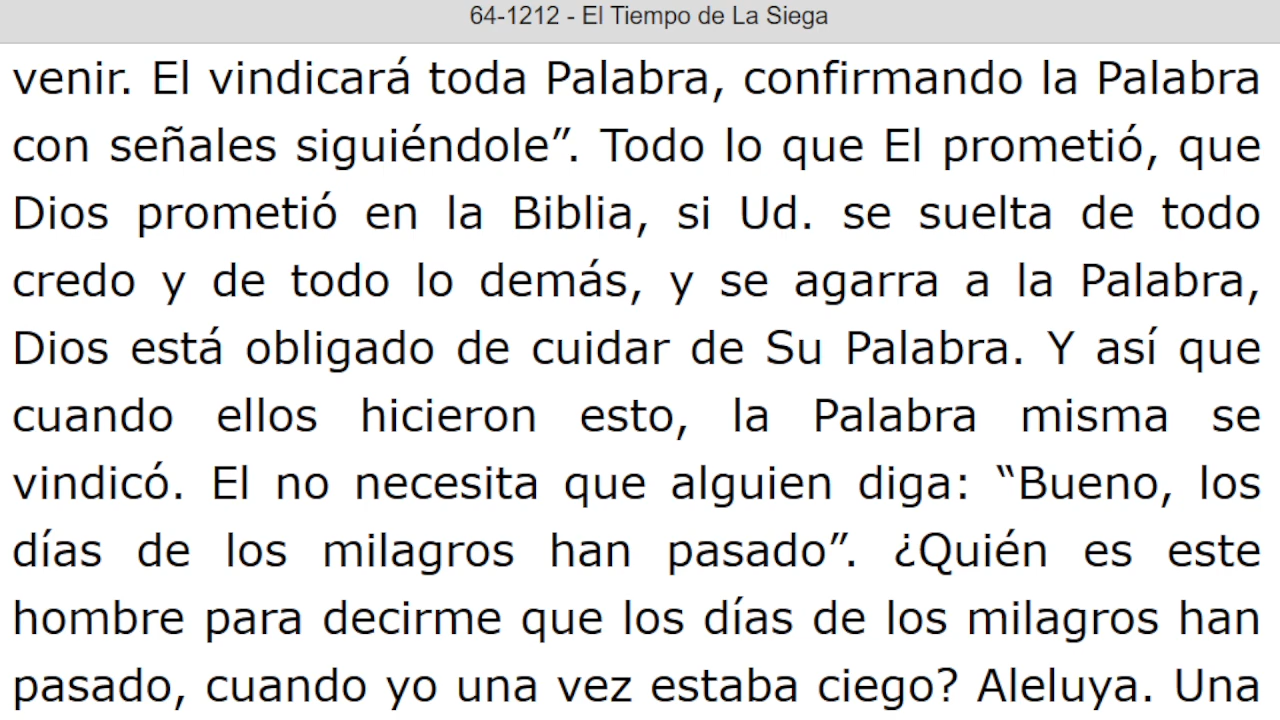 64-1212 - El Tiempo de La Siega
venir. El vindicará toda Palabra, confirmando la Palabra
con señales siguiéndole”. Todo lo que El prometió, que
Dios prometió en la Biblia, si Ud. se suelta de todo
credo y de todo lo demás, y se agarra a la Palabra,
Dios está obligado de cuidar de Su Palabra. Y así que
cuando ellos hicieron esto, la Palabra misma se
vindicó. El no necesita que alguien diga: “Bueno, los
días de los milagros han pasado”. ¿Quién es este
hombre para decirme que los días de los milagros han
pasado, cuando yo una vez estaba ciego? Aleluya. Una